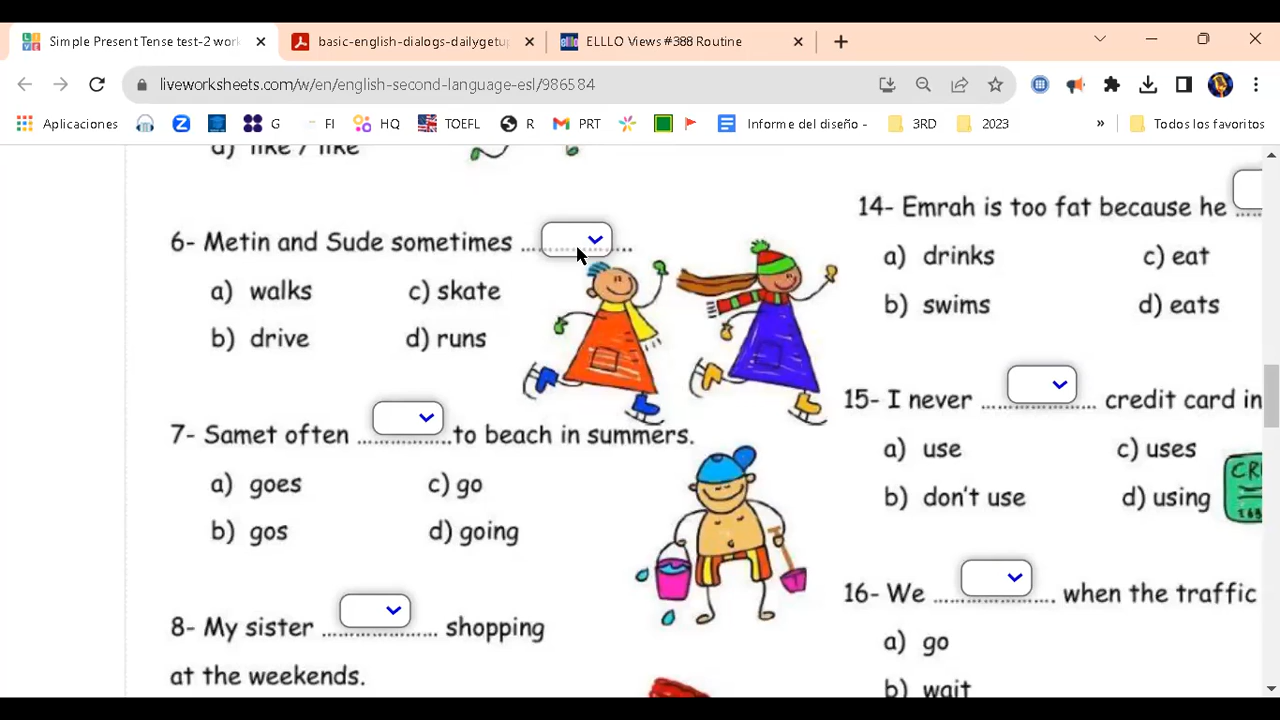 Simple Present Tense test-2 work
basic-english-dialogs-dailygetup
ELLLO Views #388 Routine
liveworksheets.com/w/en/english-second-language-esl/986584
Aplicaciones
G
FI
HQ
TOEFL
R
PRT
Informe del diseño -
3RD
2023
»
Todos los favoritos
d) like / like
6- Metin and Sude sometimes ..............
a) walks c) skate
b) drive d) runs
7- Samet often ..............to beach in summers.
a) goes c) go
b) gos d) going
8- My sister ................. shopping
at the weekends.
14- Emrah is too fat because he ....
a) drinks c) eat
b) swims d) eats
15- I never ................. credit card in
a) use c) uses
b) don't use d) using
CR
16- We .................. when the traffic
a) go
b) wait